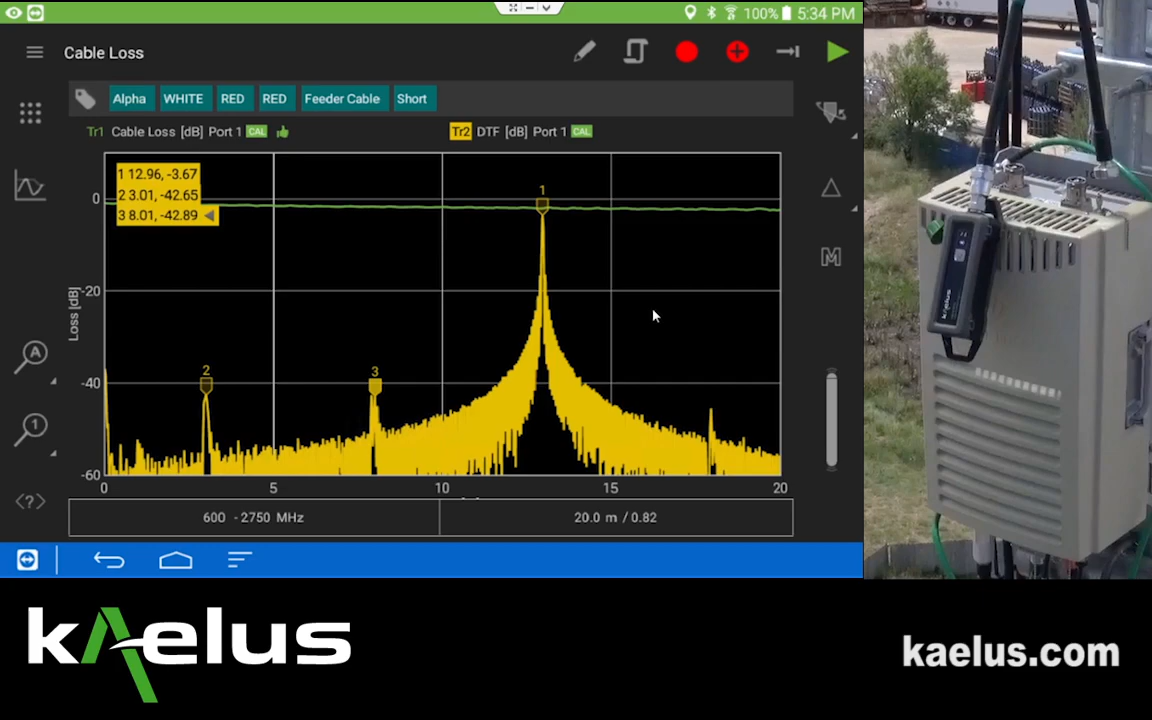 100% 5:34 PM
Cable Loss
Alpha WHITE RED RED Feeder Cable Short
Tr1 Cable Loss [dB] Port 1 CAL Tr2 DTF [dB] Port 1 CAL
1 12.96, -3.67
2 3.01, -42.65
3 8.01, -42.89
1
2
3
0
-20
-40
-60
Loss [dB]
0 5 10 15 20
600 - 2750 MHz 20.0 m / 0.82
A
1
M
<?>
kaelus
kaelus
kaelus.com